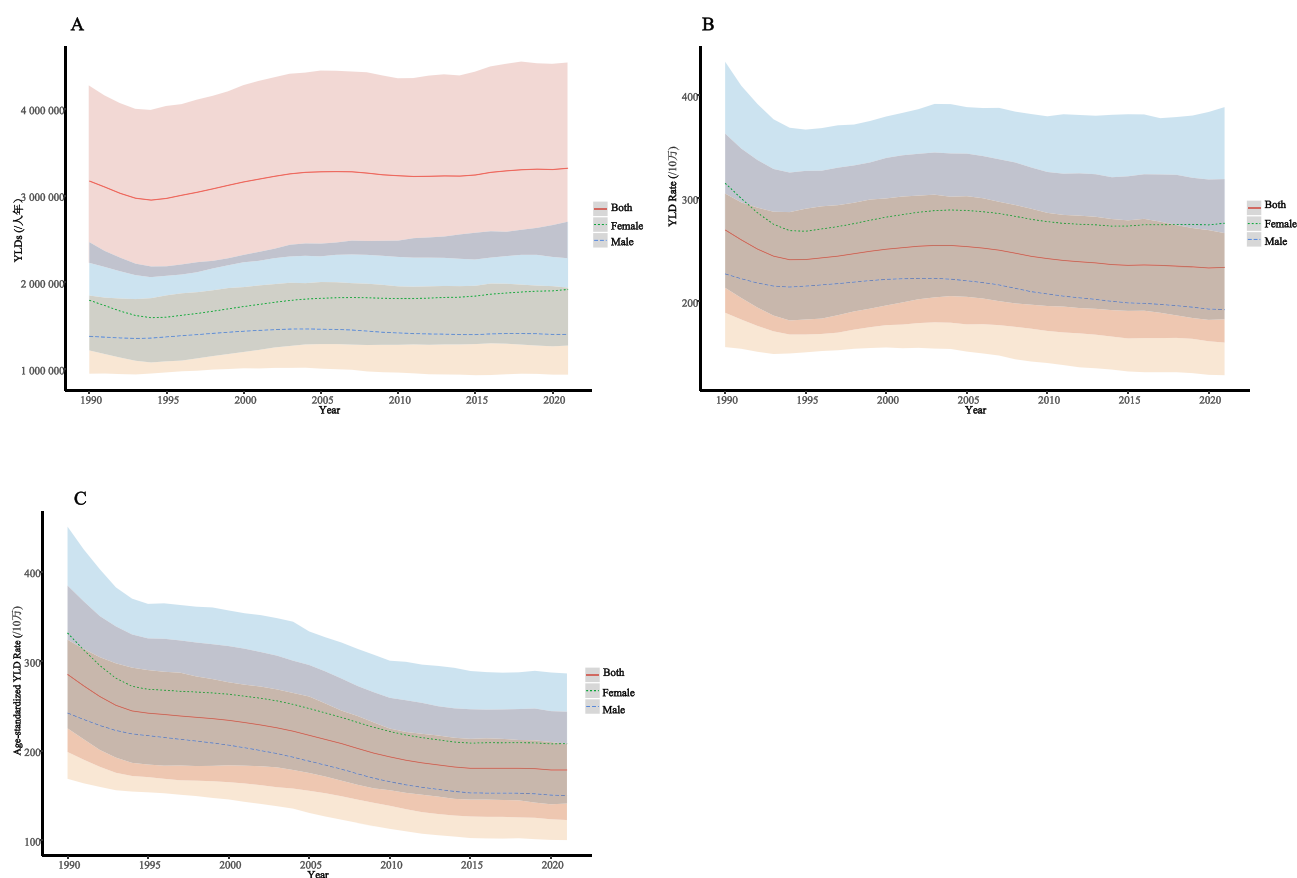 A
YLDs (/人年)
4 000 000
3 000 000
2 000 000
1 000 000
1990 1995 2000 2005 2010 2015 2020
Year
Both
Female
Male
B
YLD Rate (/10万)
400
300
200
1990 1995 2000 2005 2010 2015 2020
Year
Both
Female
Male
C
Age-standardized YLD Rate (/10万)
400
300
200
100
1990 1995 2000 2005 2010 2015 2020
Year
Both
Female
Male